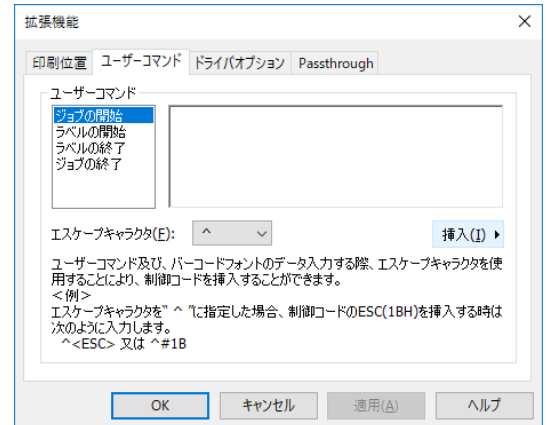 拡張機能
印刷位置 ユーザーコマンド ドライバオプション Passthrough
ユーザーコマンド
ジョブの開始
ラベルの開始
ラベルの終了
ジョブの終了
エスケープキャラクタ(E): ^ 挿入(I)
ユーザーコマンド及び、バーコードフォントのデータ入力する際、エスケープキャラクタを使
用することにより、制御コードを挿入することができます。
<例>
エスケープキャラクタを" ^ "に指定した場合、制御コードのESC(1BH)を挿入する時は
次のように入力します。
^<ESC> 又は ^#1B
OK キャンセル 適用(A) ヘルプ